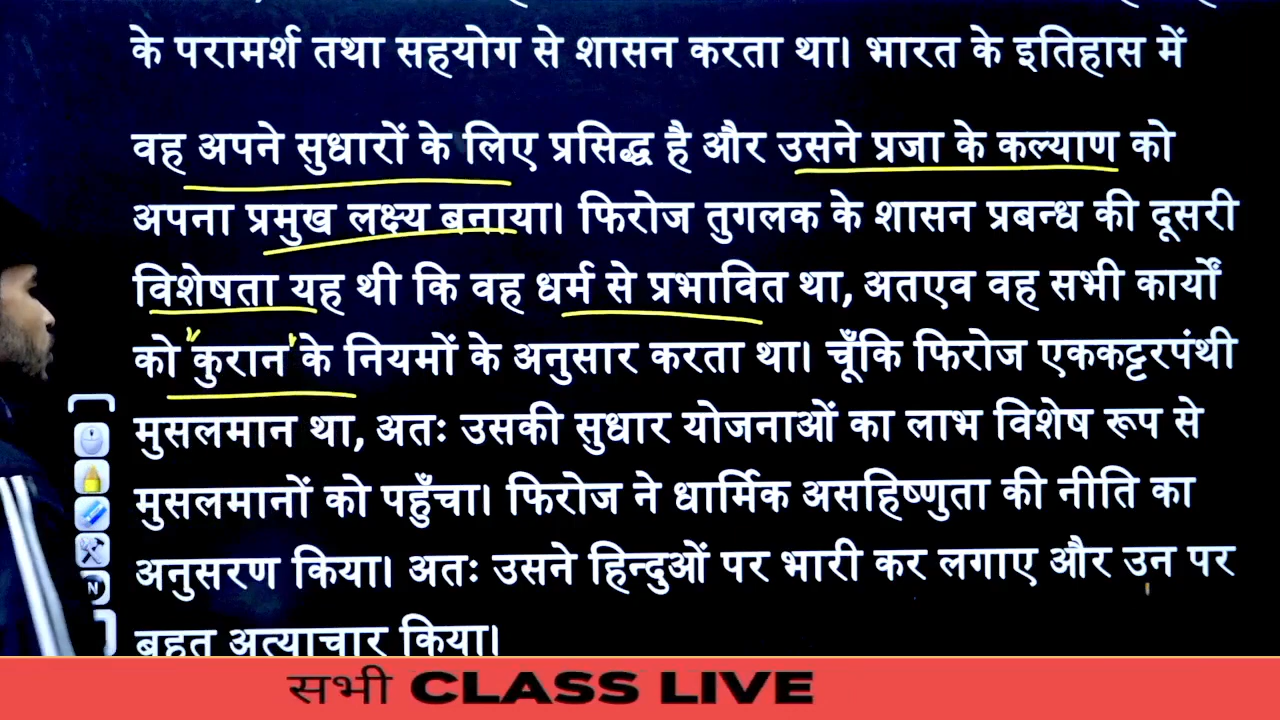 के परामर्श तथा सहयोग से शासन करता था। भारत के इतिहास में
वह अपने सुधारों के लिए प्रसिद्ध है और उसने प्रजा के कल्याण को
अपना प्रमुख लक्ष्य बनाया। फिरोज तुगलक के शासन प्रबन्ध की दूसरी
विशेषता यह थी कि वह धर्म से प्रभावित था, अतएव वह सभी कार्यों
को "कुरान" के नियमों के अनुसार करता था। चूँकि फिरोज एककट्टरपंथी
मुसलमान था, अतः उसकी सुधार योजनाओं का लाभ विशेष रूप से
मुसलमानों को पहुँचा। फिरोज ने धार्मिक असहिष्णुता की नीति का
अनुसरण किया। अतः उसने हिन्दुओं पर भारी कर लगाए और उन पर
बहुत अत्याचार किया।
N
सभी CLASS LIVE